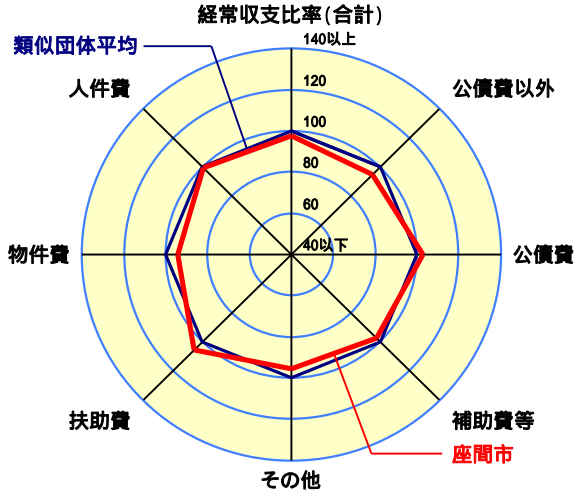 経常収支比率(合計)
類似団体平均
140以上
人件費
120
公債費以外
100
80
60
物件費
40以下
公債費
扶助費
補助費等
座間市
その他